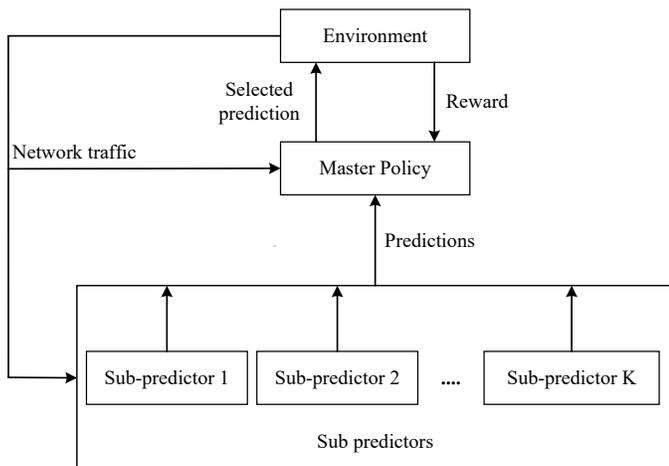 Environment
Selected
prediction
Reward
Network traffic
Master Policy
Predictions
Sub-predictor 1
Sub-predictor 2
....
Sub-predictor K
Sub predictors